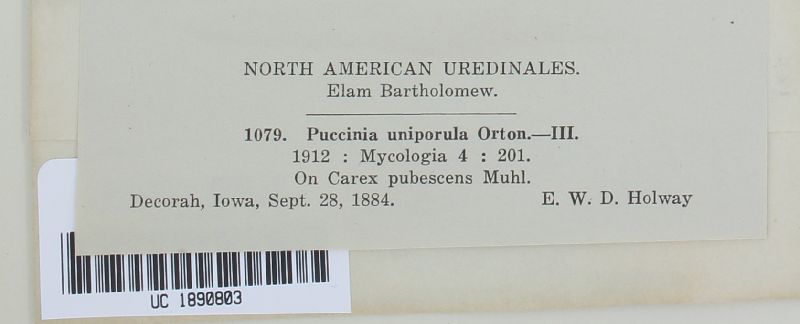 NORTH AMERICAN UREDINALES.
Elam Bartholomew.
1079. Puccinia uniporula Orton.—III.
1912 : Mycologia 4 : 201.
On Carex pubescens Muhl.
Decorah, Iowa, Sept. 28, 1884. E. W. D. Holway
UC 1890803